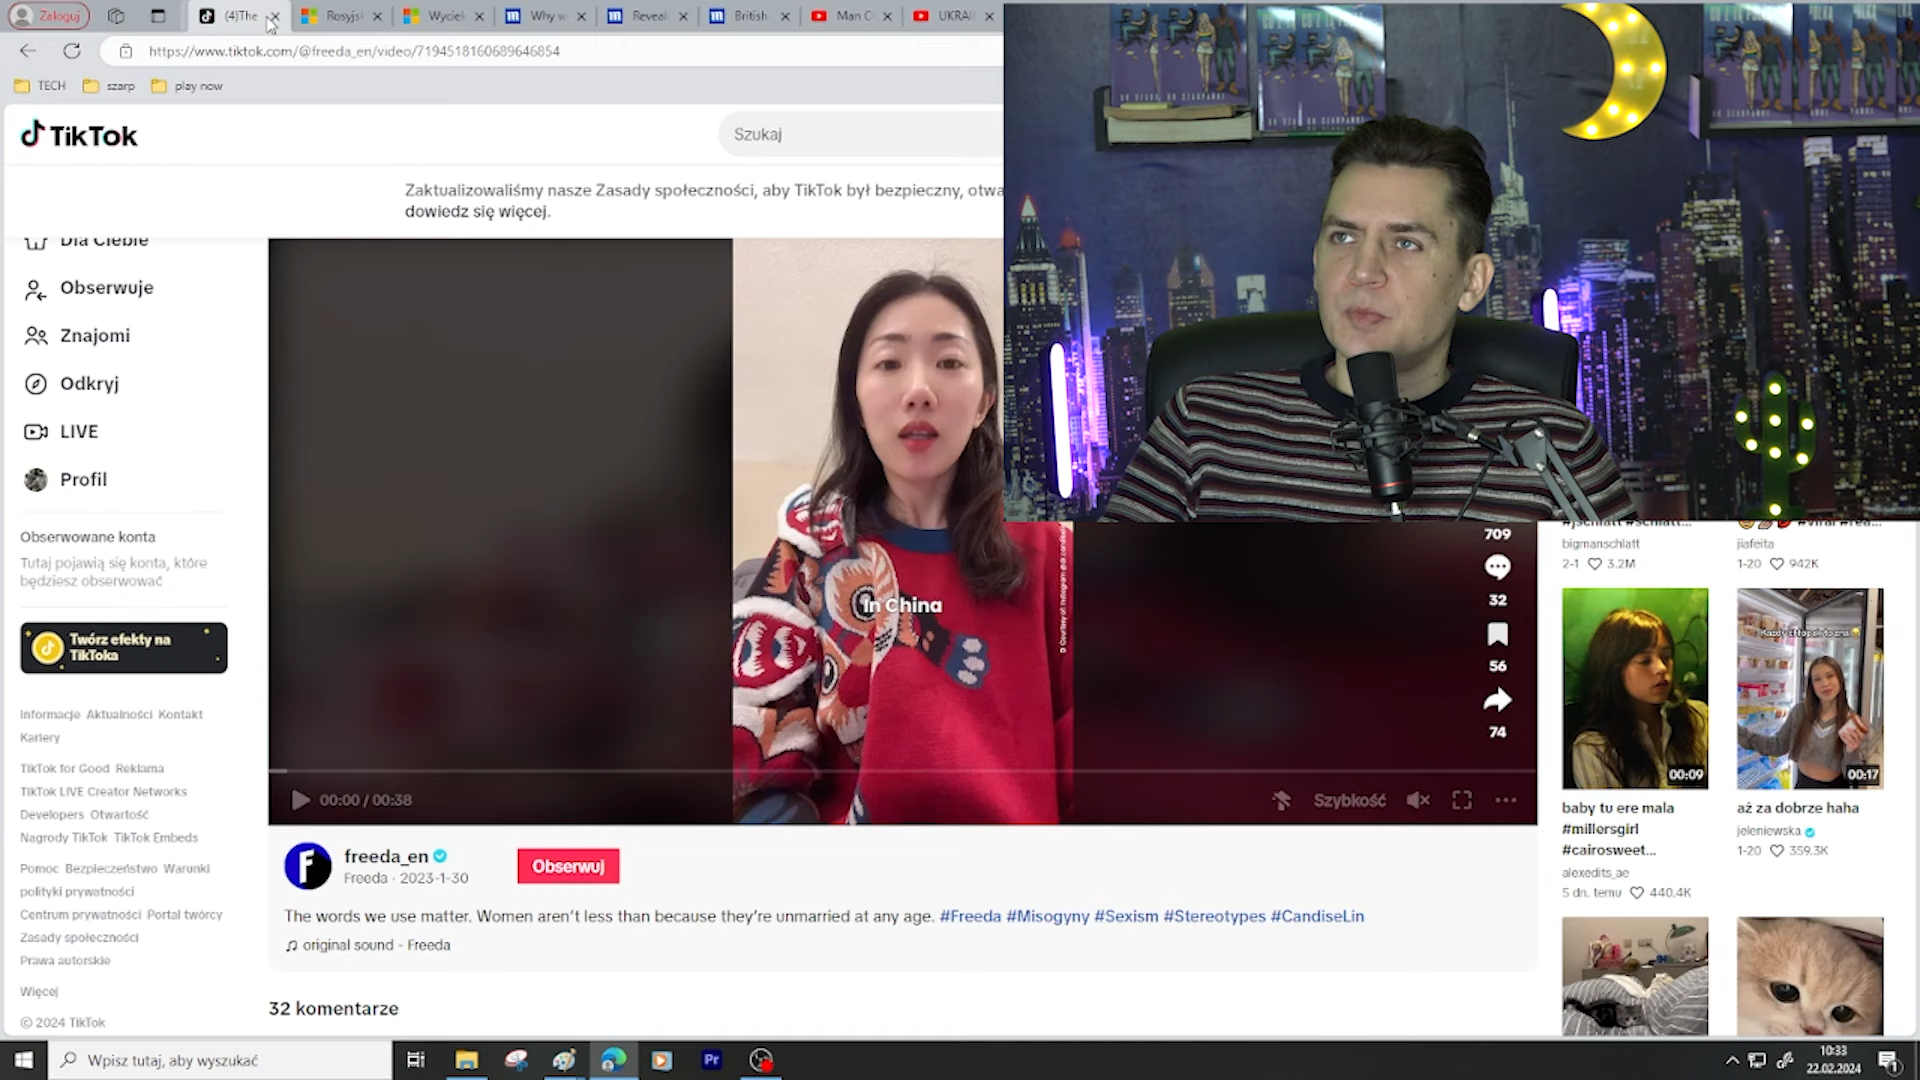 Zaloguj
(4)The
Rosyjs
Wyciek
Why w
Reveal
British
Man C
UKRAI
https://www.tiktok.com/@freeda_en/video/7194518160689646854
TECH
szarp
play now
TikTok
Szukaj
Zaktualizowaliśmy nasze Zasady społeczności, aby TikTok był bezpieczny, otwa
dowiedz się więcej.
Dla Ciebie
Obserwuje
Znajomi
Odkryj
LIVE
Profil
Obserwowane konta
Tutaj pojawią się konta, które
będziesz obserwować
Twórz efekty na
TikToka
Informacje Aktualności Kontakt
Kariery
TikTok for Good Reklama
TikTok LIVE Creator Networks
Developers Otwartość
Nagrody TikTok TikTok Embeds
Pomoc Bezpieczeństwo Warunki
polityki prywatności
Centrum prywatności Portal twórcy
Zasady społeczności
Prawa autorskie
Więcej
© 2024 TikTok
In China
709
32
56
74
00:00 / 00:38
Szybkość
freeda_en
Freeda · 2023-1-30
Obserwuj
The words we use matter. Women aren't less than because they're unmarried at any age. #Freeda #Misogyny #Sexism #Stereotypes #CandiseLin
original sound - Freeda
32 komentarze
#jschlatt #schlatt...
bigmanschlatt
2-1 3.2M
#viral #rea...
jiafeita
1-20 942K
00:09
baby tu ere mala
#millersgirl
#cairosweet...
alexedits_ae
5 dn. temu 440.4K
00:17
aż za dobrze haha
jeleniewska
1-20 359.3K
Wpisz tutaj, aby wyszukać
Pr
10:33
22.02.2024
1